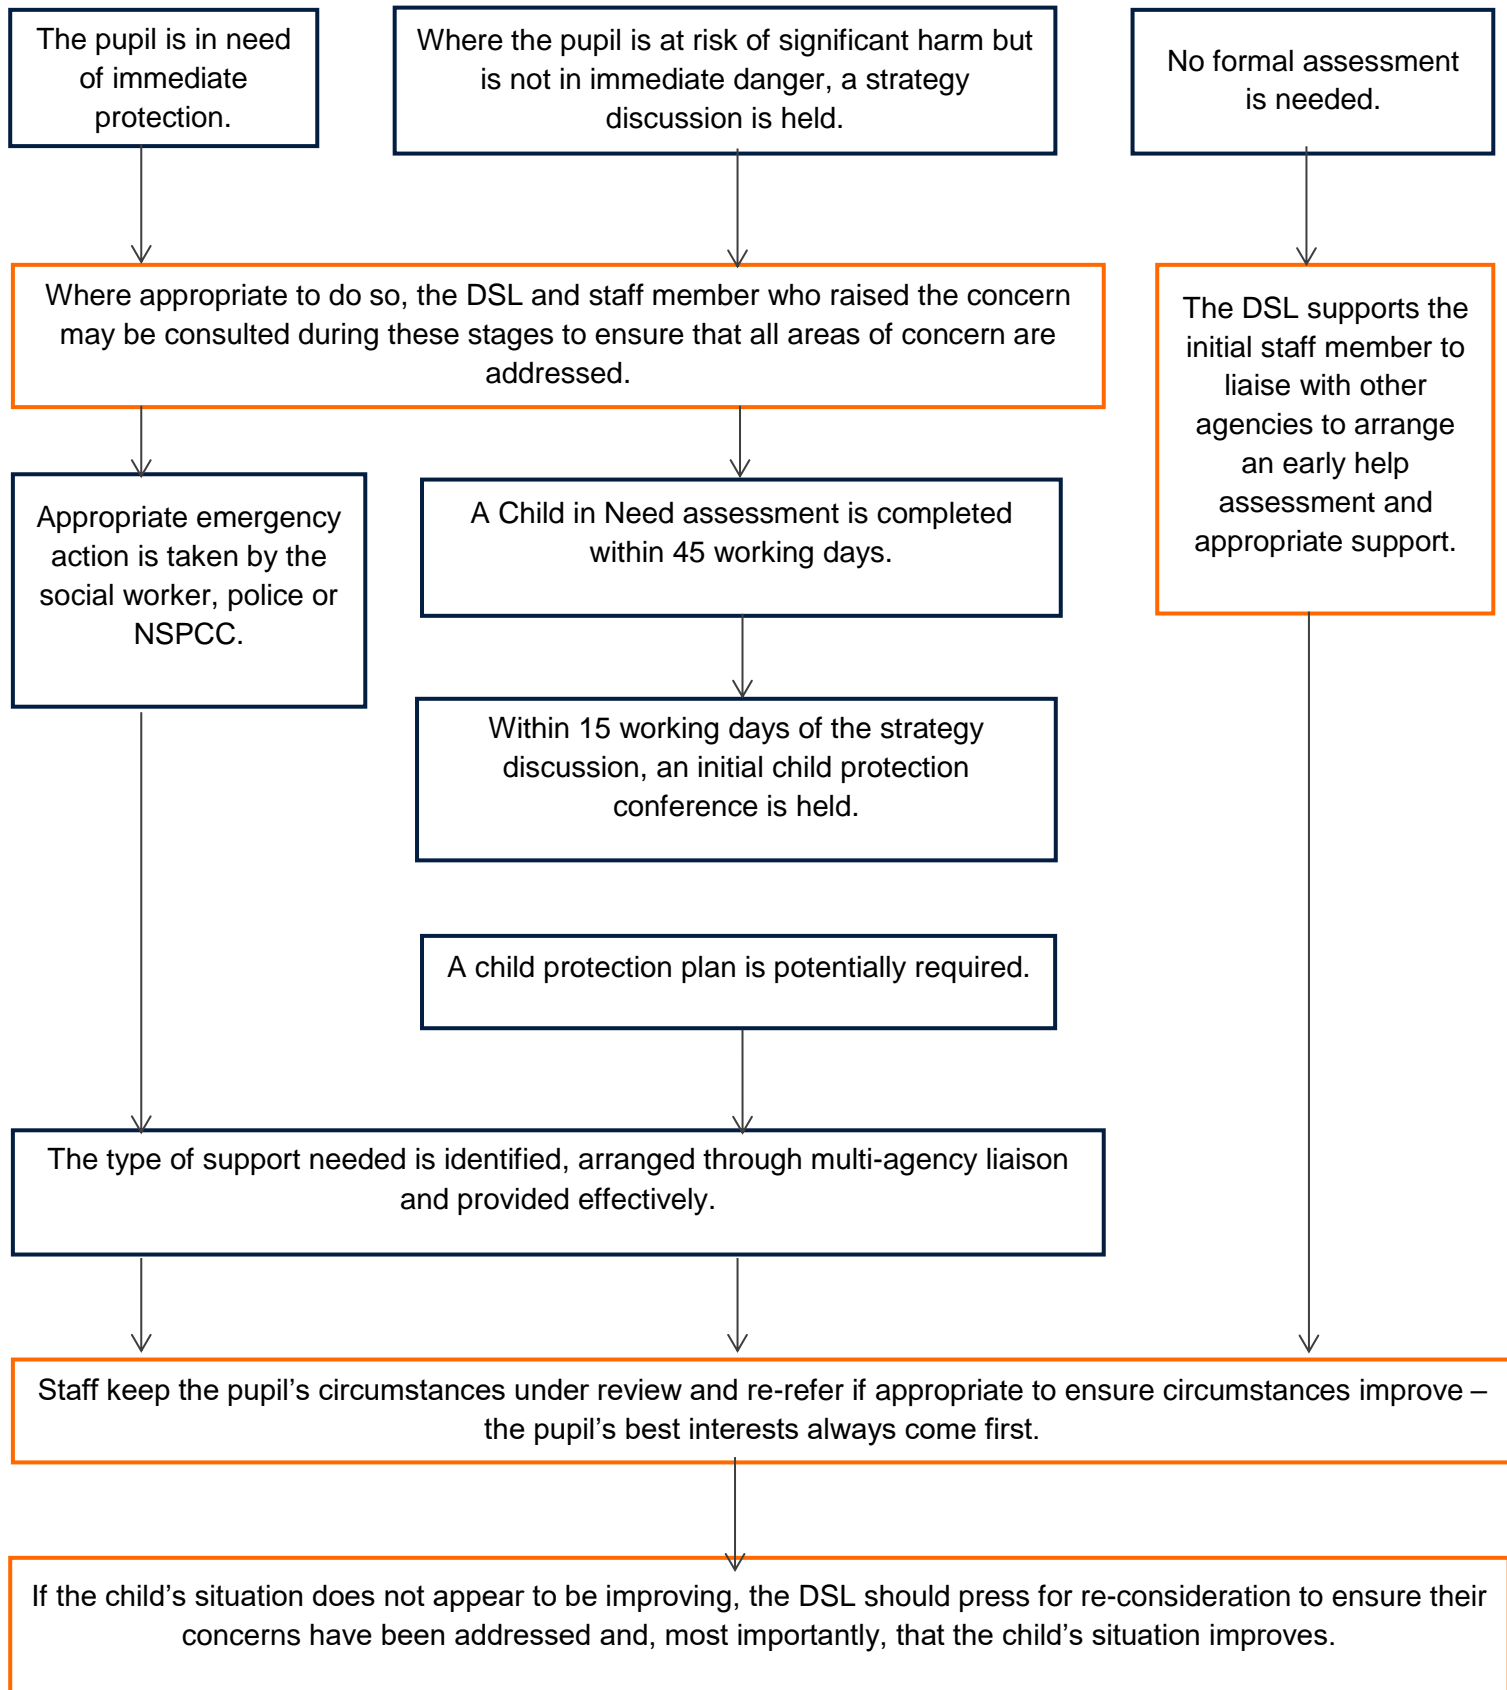 The pupil is in need
of immediate
protection.
Where the pupil is at risk of significant harm but
is not in immediate danger, a strategy
discussion is held.
No formal assessment
is needed.
Where appropriate to do so, the DSL and staff member who raised the concern
may be consulted during these stages to ensure that all areas of concern are
addressed.
The DSL supports the
initial staff member to
liaise with other
agencies to arrange
an early help
assessment and
appropriate support.
Appropriate emergency
action is taken by the
social worker, police or
NSPCC.
A Child in Need assessment is completed
within 45 working days.
Within 15 working days of the strategy
discussion, an initial child protection
conference is held.
A child protection plan is potentially required.
The type of support needed is identified, arranged through multi-agency liaison
and provided effectively.
Staff keep the pupil’s circumstances under review and re-refer if appropriate to ensure circumstances improve –
the pupil’s best interests always come first.
If the child’s situation does not appear to be improving, the DSL should press for re-consideration to ensure their
concerns have been addressed and, most importantly, that the child’s situation improves.